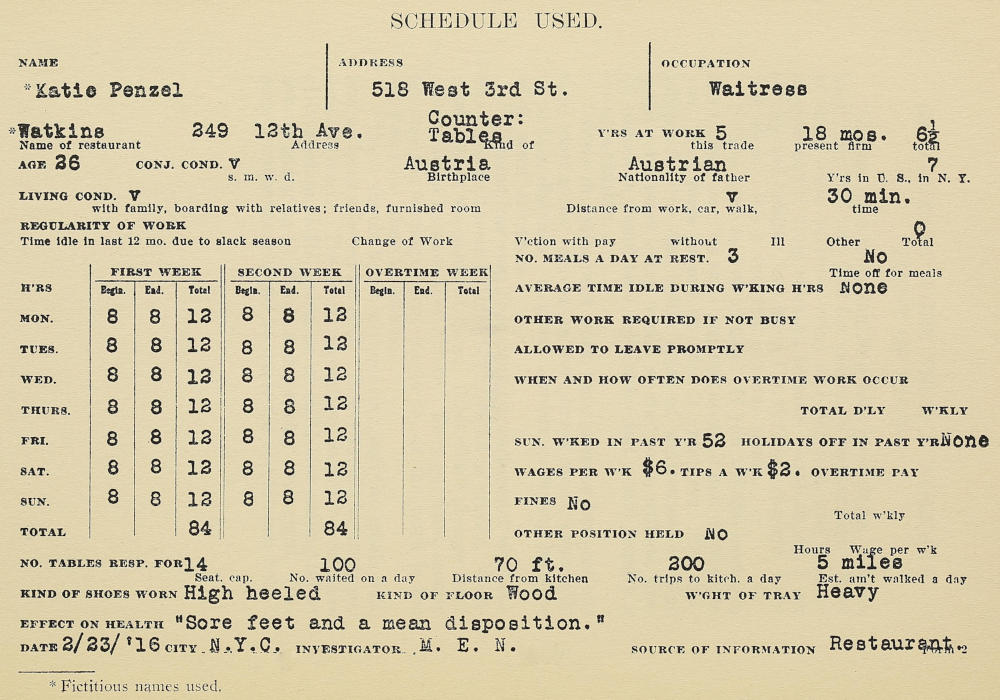 SCHEDULE USED.
NAME ADDRESS OCCUPATION
*Katie Penzel 518 West 3rd St. Waitress
Counter:
*Watkins 249 12th Ave. Tables Y'RS AT WORK 5 18 mos. 6½
Name of restaurant Address Kind of this trade present firm total
AGE 26 CONJ. COND. V Austria Austrian 7
s. m. w. d. Birthplace Nationality of father Y'rs in U. S., in N. Y.
LIVING COND. V V 30 min.
with family, boarding with relatives; friends, furnished room Distance from work, car, walk, time
REGULARITY OF WORK 0
Time idle in last 12 mo. due to slack season Change of Work V'ction with pay without Ill Other Total
NO. MEALS A DAY AT REST. 3 No
FIRST WEEK SECOND WEEK OVERTIME WEEK Time off for meals
H'RS Begin. End. Total Begin. End. Total Begin. End. Total AVERAGE TIME IDLE DURING W'KING H'RS None
MON. 8 8 12 8 8 12 OTHER WORK REQUIRED IF NOT BUSY
TUES. 8 8 12 8 8 12 ALLOWED TO LEAVE PROMPTLY
WED. 8 8 12 8 8 12 WHEN AND HOW OFTEN DOES OVERTIME WORK OCCUR
THURS. 8 8 12 8 8 12 TOTAL D'LY W'KLY
FRI. 8 8 12 8 8 12 SUN. W'KED IN PAST Y'R 52 HOLIDAYS OFF IN PAST Y'R None
SAT. 8 8 12 8 8 12 WAGES PER W'K $6. TIPS A W'K $2. OVERTIME PAY
SUN. 8 8 12 8 8 12 FINES No
Total w'kly
TOTAL 84 84 OTHER POSITION HELD No
Hours Wage per w'k
NO. TABLES RESP. FOR 14 100 70 ft. 200 5 miles
Seat. cap. No. waited on a day Distance from kitchen No. trips to kitch. a day Est. am't walked a day
KIND OF SHOES WORN High heeled KIND OF FLOOR Wood W'GHT OF TRAY Heavy
EFFECT ON HEALTH "Sore feet and a mean disposition."
DATE 2/23/'16 CITY N.Y.C. INVESTIGATOR M. E. N. SOURCE OF INFORMATION Restaurant.
* Fictitious names used.